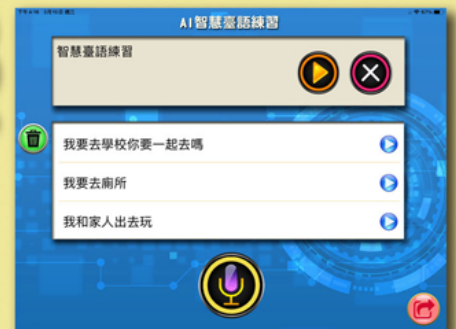 AI智慧臺語練習
智慧臺語練習
我要去學校你要一起去嗎
我要去廁所
我和家人出去玩